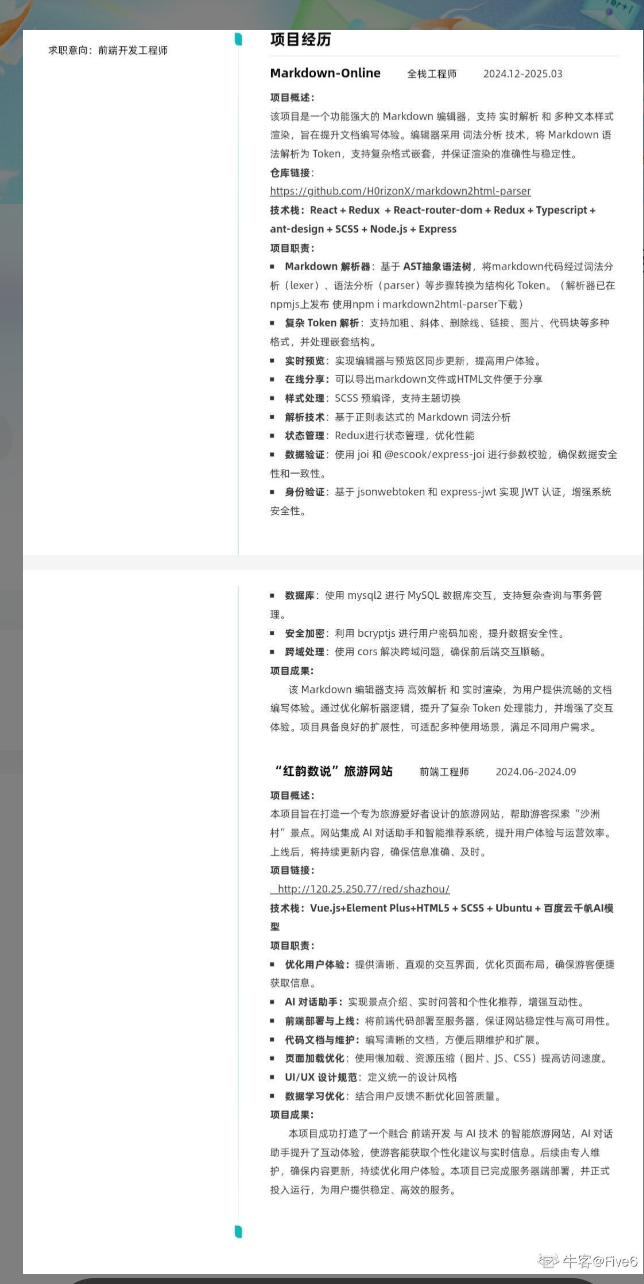 求职意向：前端开发工程师
项目经历
Markdown-Online 全栈工程师 2024.12-2025.03
项目概述：
该项目是一个功能强大的 Markdown 编辑器，支持 实时解析 和 多种文本样式
渲染，旨在提升文档编写体验。编辑器采用 词法分析 技术，将 Markdown 语
法解析为 Token，支持复杂格式嵌套，并保证渲染的准确性与稳定性。
仓库链接：
https://github.com/H0rizonX/markdown2html-parser
技术栈：React + Redux + React-router-dom + Redux + Typescript +
ant-design + SCSS + Node.js + Express
项目职责：
▪ Markdown 解析器：基于 AST抽象语法树，将markdown代码经过词法分
析（lexer）、语法分析（parser）等步骤转换为结构化 Token。（解析器已在
npmjs上发布 使用npm i markdown2html-parser下载）
▪ 复杂 Token 解析：支持加粗、斜体、删除线、链接、图片、代码块等多种
格式，并处理嵌套结构。
▪ 实时预览：实现编辑器与预览区同步更新，提高用户体验。
▪ 在线分享：可以导出markdown文件或HTML文件便于分享
▪ 样式处理：SCSS 预编译，支持主题切换
▪ 解析技术：基于正则表达式的 Markdown 词法分析
▪ 状态管理：Redux进行状态管理，优化性能
▪ 数据验证：使用 joi 和 @escook/express-joi 进行参数校验，确保数据安全
性和一致性。
▪ 身份验证：基于 jsonwebtoken 和 express-jwt 实现 JWT 认证，增强系统
安全性。
▪ 数据库：使用 mysql2 进行 MySQL 数据库交互，支持复杂查询与事务管
理。
▪ 安全加密：利用 bcryptjs 进行用户密码加密，提升数据安全性。
▪ 跨域处理：使用 cors 解决跨域问题，确保前后端交互顺畅。
项目成果：
该 Markdown 编辑器支持 高效解析 和 实时渲染，为用户提供流畅的文档
编写体验。通过优化解析器逻辑，提升了复杂 Token 处理能力，并增强了交互
体验。项目具备良好的扩展性，可适配多种使用场景，满足不同用户需求。
“红韵数说”旅游网站 前端工程师 2024.06-2024.09
项目概述：
本项目旨在打造一个专为旅游爱好者设计的旅游网站，帮助游客探索“沙洲
村”景点。网站集成 AI 对话助手和智能推荐系统，提升用户体验与运营效率。
上线后，将持续更新内容，确保信息准确、及时。
项目链接：
http://120.25.250.77/red/shazhou/
技术栈：Vue.js+Element Plus+HTML5 + SCSS + Ubuntu + 百度云千帆AI模
型
项目职责：
▪ 优化用户体验：提供清晰、直观的交互界面，优化页面布局，确保游客便捷
获取信息。
▪ AI 对话助手：实现景点介绍、实时问答和个性化推荐，增强互动性。
▪ 前端部署与上线：将前端代码部署至服务器，保证网站稳定性与高可用性。
▪ 代码文档与维护：编写清晰的文档，方便后期维护和扩展。
▪ 页面加载优化：使用懒加载、资源压缩（图片、JS、CSS）提高访问速度。
▪ UI/UX 设计规范：定义统一的设计风格
▪ 数据学习优化：结合用户反馈不断优化回答质量。
项目成果：
本项目成功打造了一个融合 前端开发 与 AI 技术 的智能旅游网站，AI 对话
助手提升了互动体验，使游客能获取个性化建议与实时信息。后续由专人维
护，确保内容更新，持续优化用户体验。本项目已完成服务器端部署，并正式
投入运行，为用户提供稳定、高效的服务。
牛客@Five6